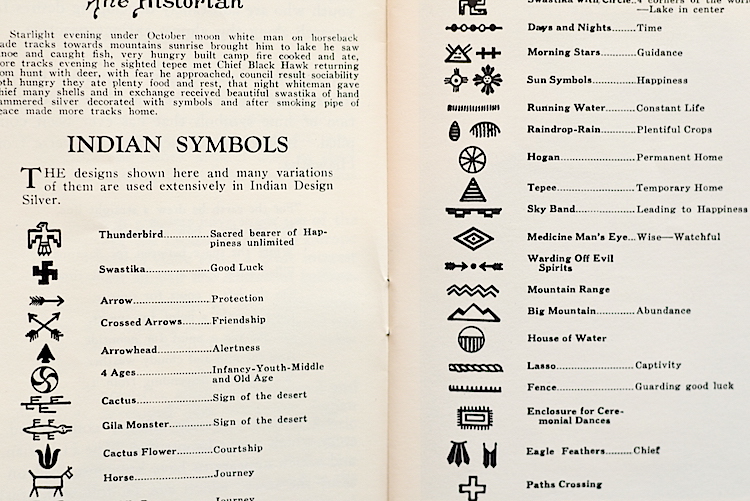 The Historian
Starlight evening under October moon white man on horseback
ade tracks towards mountains sunrise brought him to lake he saw
noe and caught fish, very hungry built camp fire cooked and ate,
ore tracks evening he sighted tepee met Chief Black Hawk returning
om hunt with deer, with fear he approached, council result sociability
oth hungry they ate plenty food and rest, that night whiteman gave
hief many shells and in exchange received beautiful swastika of hand
ammered silver decorated with symbols and after smoking pipe of
eace made more tracks home.
INDIAN SYMBOLS
THE designs shown here and many variations
of them are used extensively in Indian Design
Silver.
Thunderbird.............Sacred bearer of Hap-
piness unlimited
Swastika..................Good Luck
Arrow......................Protection
Crossed Arrows........Friendship
Arrowhead...............Alertness
4 Ages.....................Infancy-Youth-Middle
and Old Age
Cactus.....................Sign of the desert
Gila Monster............Sign of the desert
Cactus Flower..........Courtship
Horse......................Journey
Journey
Swastika with Circle..4 corners of the world
—Lake in center
Days and Nights........Time
Morning Stars...........Guidance
Sun Symbols.............Happiness
Running Water..........Constant Life
Raindrop-Rain...........Plentiful Crops
Hogan......................Permanent Home
Tepee.......................Temporary Home
Sky Band..................Leading to Happiness
Medicine Man's Eye...Wise—Watchful
Warding Off Evil
Spirits
Mountain Range
Big Mountain............Abundance
House of Water
Lasso.......................Captivity
Fence.......................Guarding good luck
Enclosure for Cere-
monial Dances
Eagle Feathers..........Chief
Paths Crossing